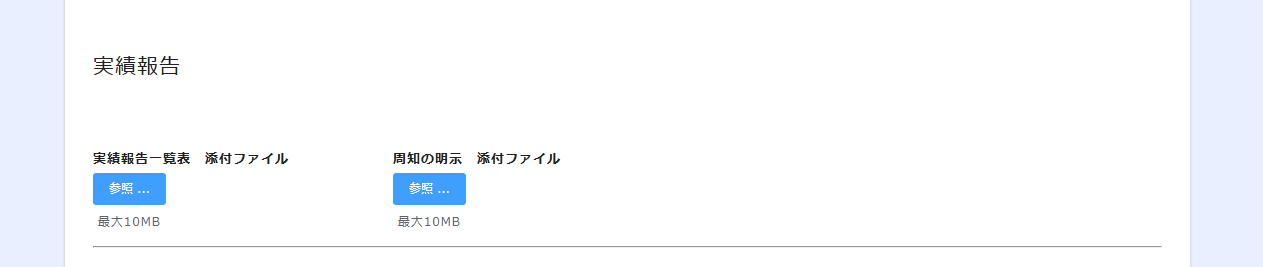 実績報告
実績報告一覧表　添付ファイル
周知の明示　添付ファイル
参照 ...
参照 ...
最大10MB
最大10MB